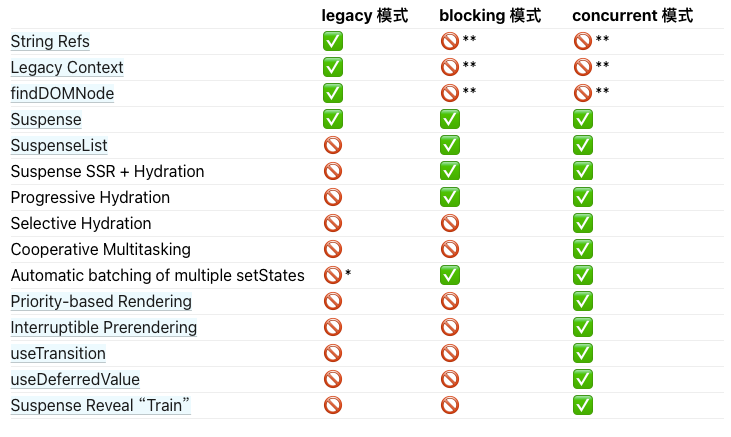 legacy 模式 blocking 模式 concurrent 模式
String Refs ✅ 🚫** 🚫**
Legacy Context ✅ 🚫** 🚫**
findDOMNode ✅ 🚫** 🚫**
Suspense ✅ ✅ ✅
SuspenseList 🚫 ✅ ✅
Suspense SSR + Hydration 🚫 ✅ ✅
Progressive Hydration 🚫 ✅ ✅
Selective Hydration 🚫 🚫 ✅
Cooperative Multitasking 🚫 🚫 ✅
Automatic batching of multiple setStates 🚫* ✅ ✅
Priority-based Rendering 🚫 🚫 ✅
Interruptible Prerendering 🚫 🚫 ✅
useTransition 🚫 🚫 ✅
useDeferredValue 🚫 🚫 ✅
Suspense Reveal “Train” 🚫 🚫 ✅